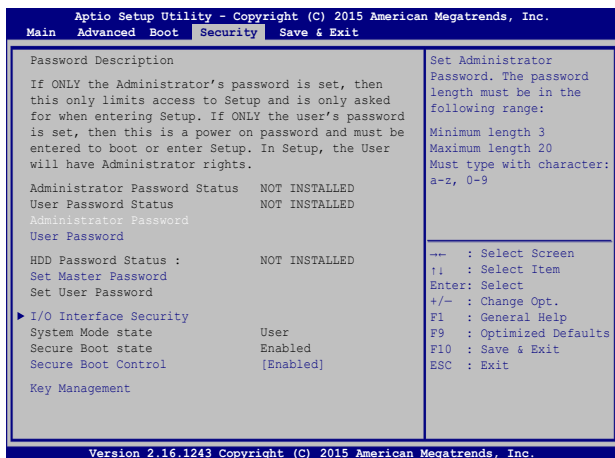 Aptio Setup Utility - Copyright (C) 2015 American Megatrends, Inc.
Main Advanced Boot Security Save & Exit
Password Description
If ONLY the Administrator's password is set, then
this only limits access to Setup and is only asked
for when entering Setup. If ONLY the user's password
is set, then this is a power on password and must be
entered to boot or enter Setup. In Setup, the User
will have Administrator rights.
Administrator Password Status NOT INSTALLED
User Password Status NOT INSTALLED
Administrator Password
User Password
HDD Password Status : NOT INSTALLED
Set Master Password
Set User Password
▶ I/O Interface Security
System Mode state User
Secure Boot state Enabled
Secure Boot Control [Enabled]
Key Management
Set Administrator
Password. The password
length must be in the
following range:
Minimum length 3
Maximum length 20
Must type with character:
a-z, 0-9
→← : Select Screen
↑↓ : Select Item
Enter: Select
+/— : Change Opt.
F1 : General Help
F9 : Optimized Defaults
F10 : Save & Exit
ESC : Exit
Version 2.16.1243 Copyright (C) 2015 American Megatrends, Inc.